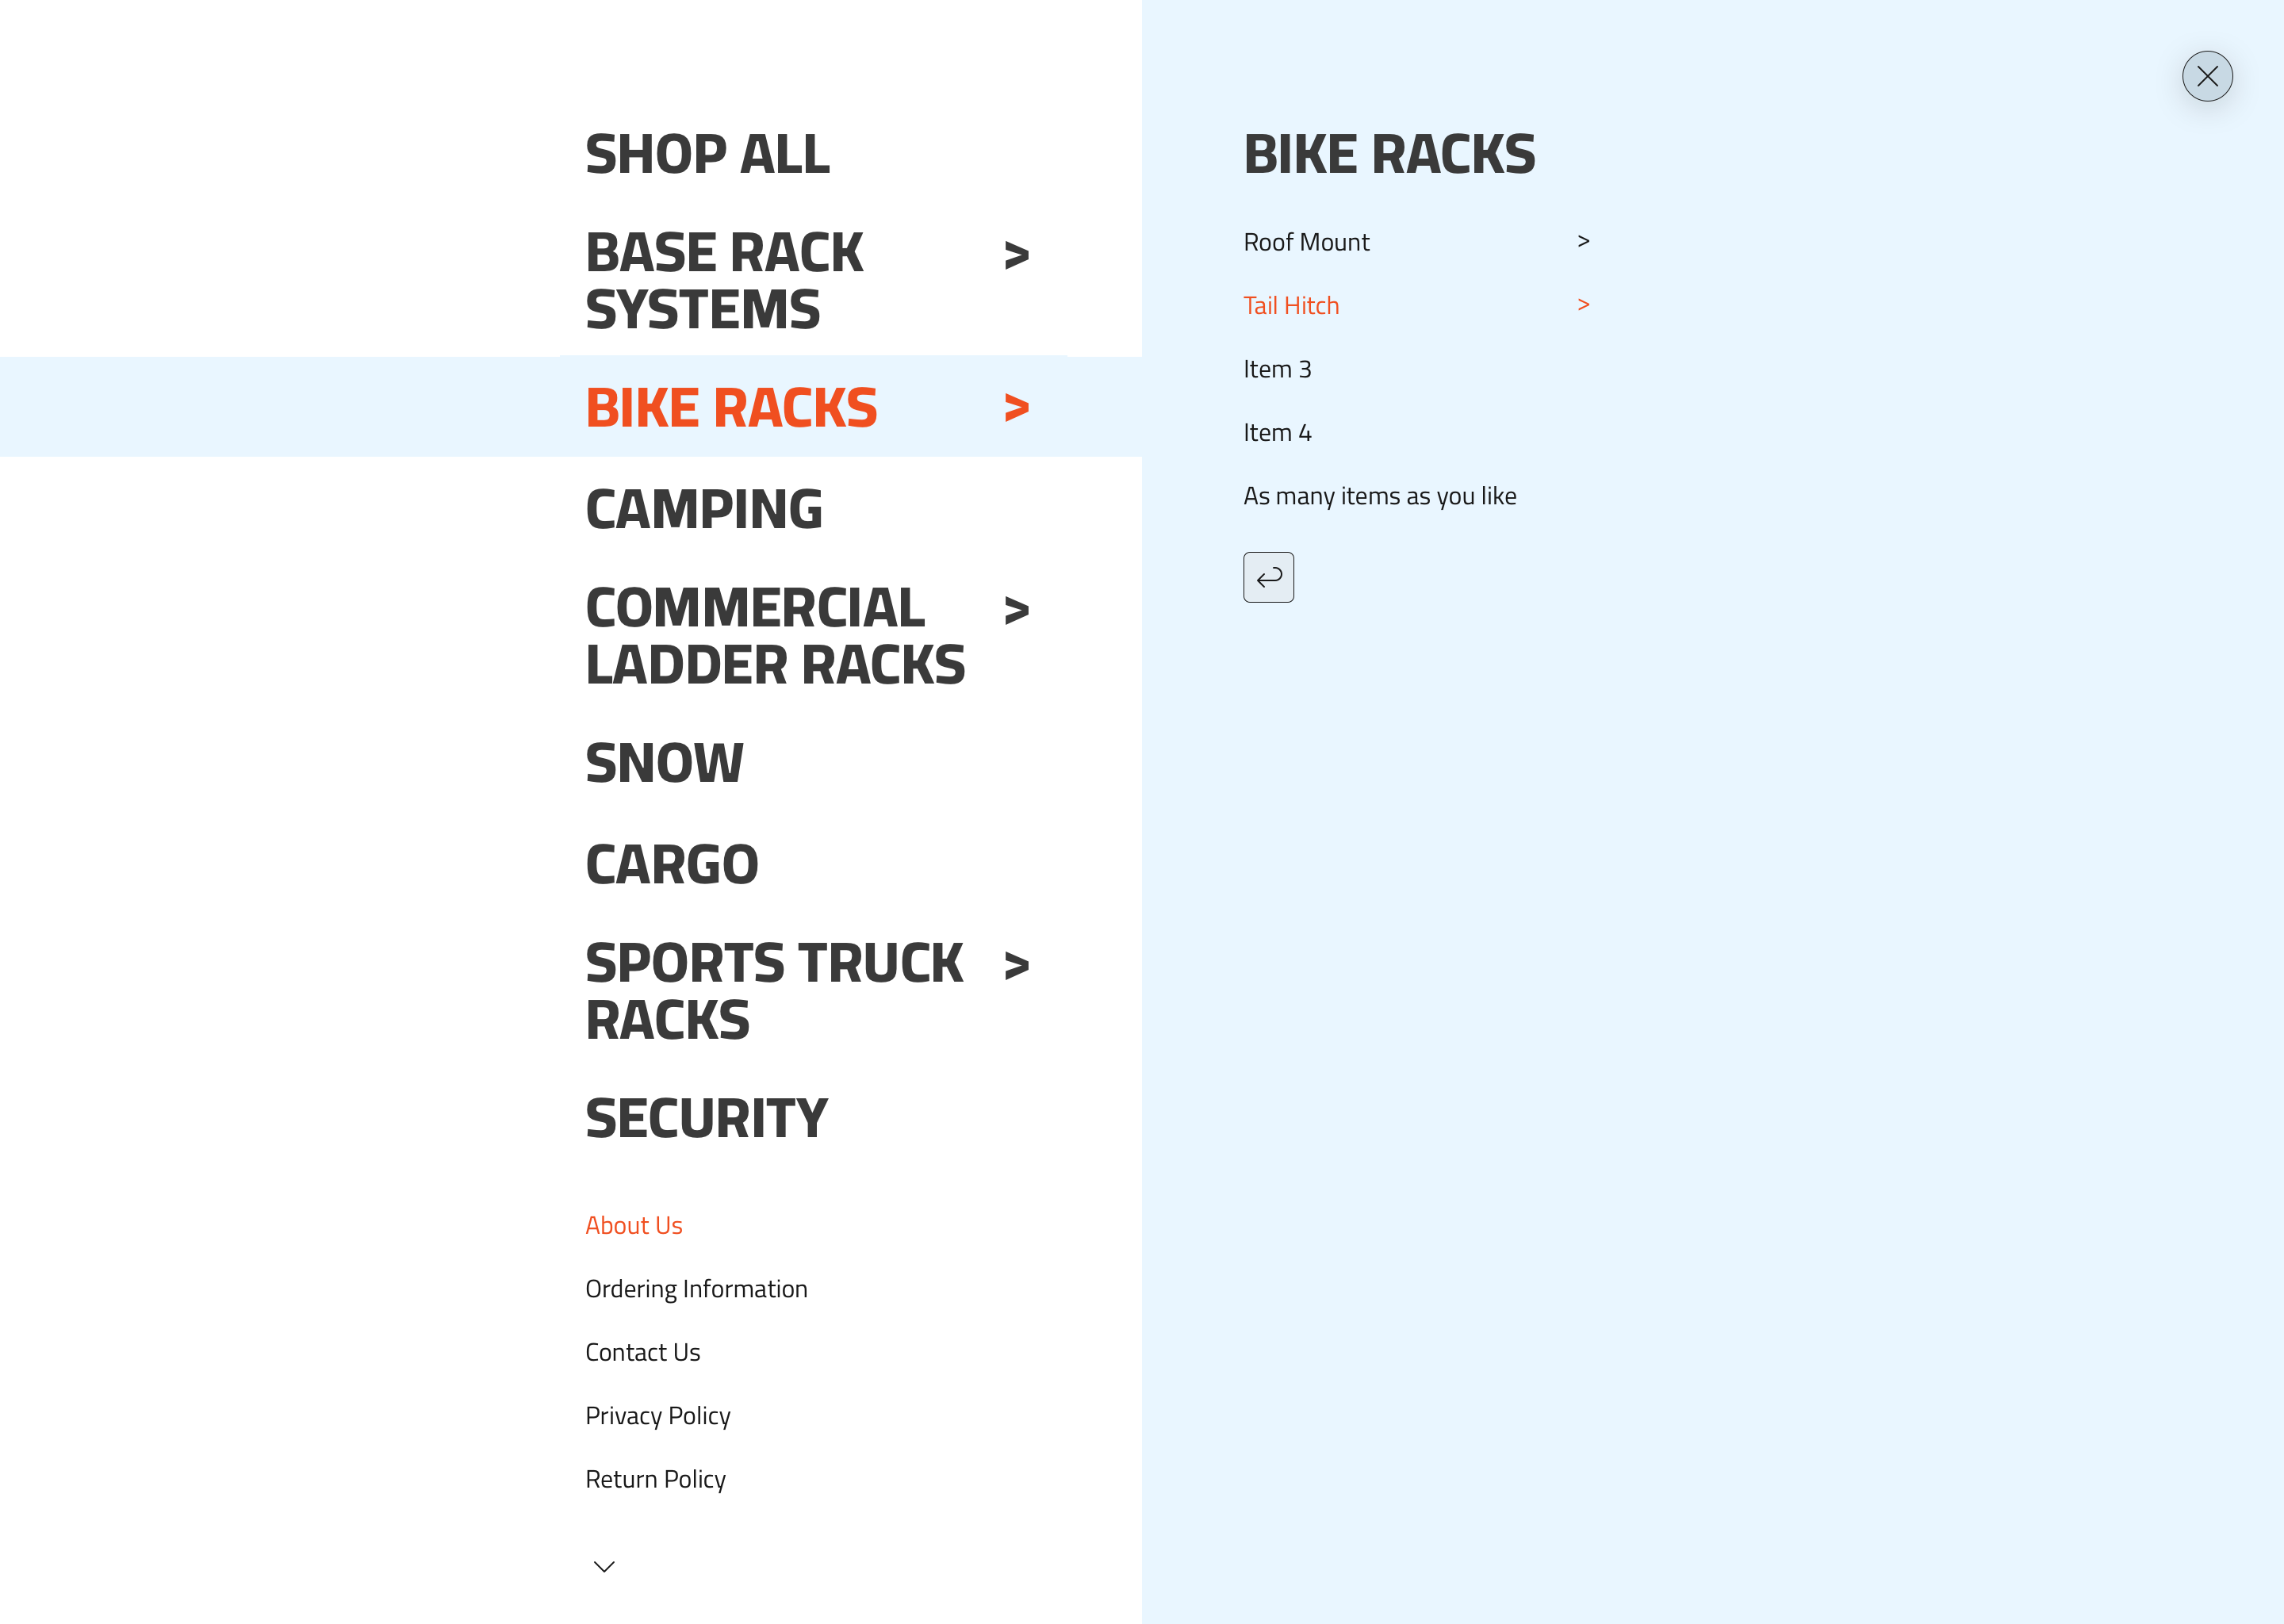 SHOP ALL
BASE RACK >
SYSTEMS
BIKE RACKS >
CAMPING
COMMERCIAL >
LADDER RACKS
SNOW
CARGO
SPORTS TRUCK >
RACKS
SECURITY
About Us
Ordering Information
Contact Us
Privacy Policy
Return Policy
BIKE RACKS
Roof Mount >
Tail Hitch >
Item 3
Item 4
As many items as you like